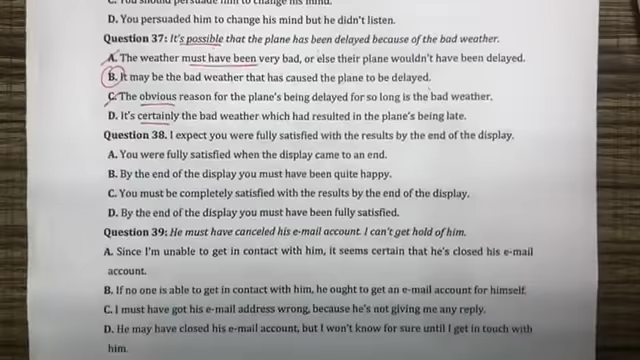 C. You should persuade him to change his mind.
D. You persuaded him to change his mind but he didn't listen.
Question 37: It's possible that the plane has been delayed because of the bad weather.
A. The weather must have been very bad, or else their plane wouldn't have been delayed.
B. It may be the bad weather that has caused the plane to be delayed.
C. The obvious reason for the plane's being delayed for so long is the bad weather.
D. It's certainly the bad weather which had resulted in the plane's being late.
Question 38. I expect you were fully satisfied with the results by the end of the display.
A. You were fully satisfied when the display came to an end.
B. By the end of the display you must have been quite happy.
C. You must be completely satisfied with the results by the end of the display.
D. By the end of the display you must have been fully satisfied.
Question 39: He must have canceled his e-mail account. I can't get hold of him.
A. Since I'm unable to get in contact with him, it seems certain that he's closed his e-mail
account.
B. If no one is able to get in contact with him, he ought to get an e-mail account for himself.
C. I must have got his e-mail address wrong, because he's not giving me any reply.
D. He may have closed his e-mail account, but I won't know for sure until I get in touch with
him.